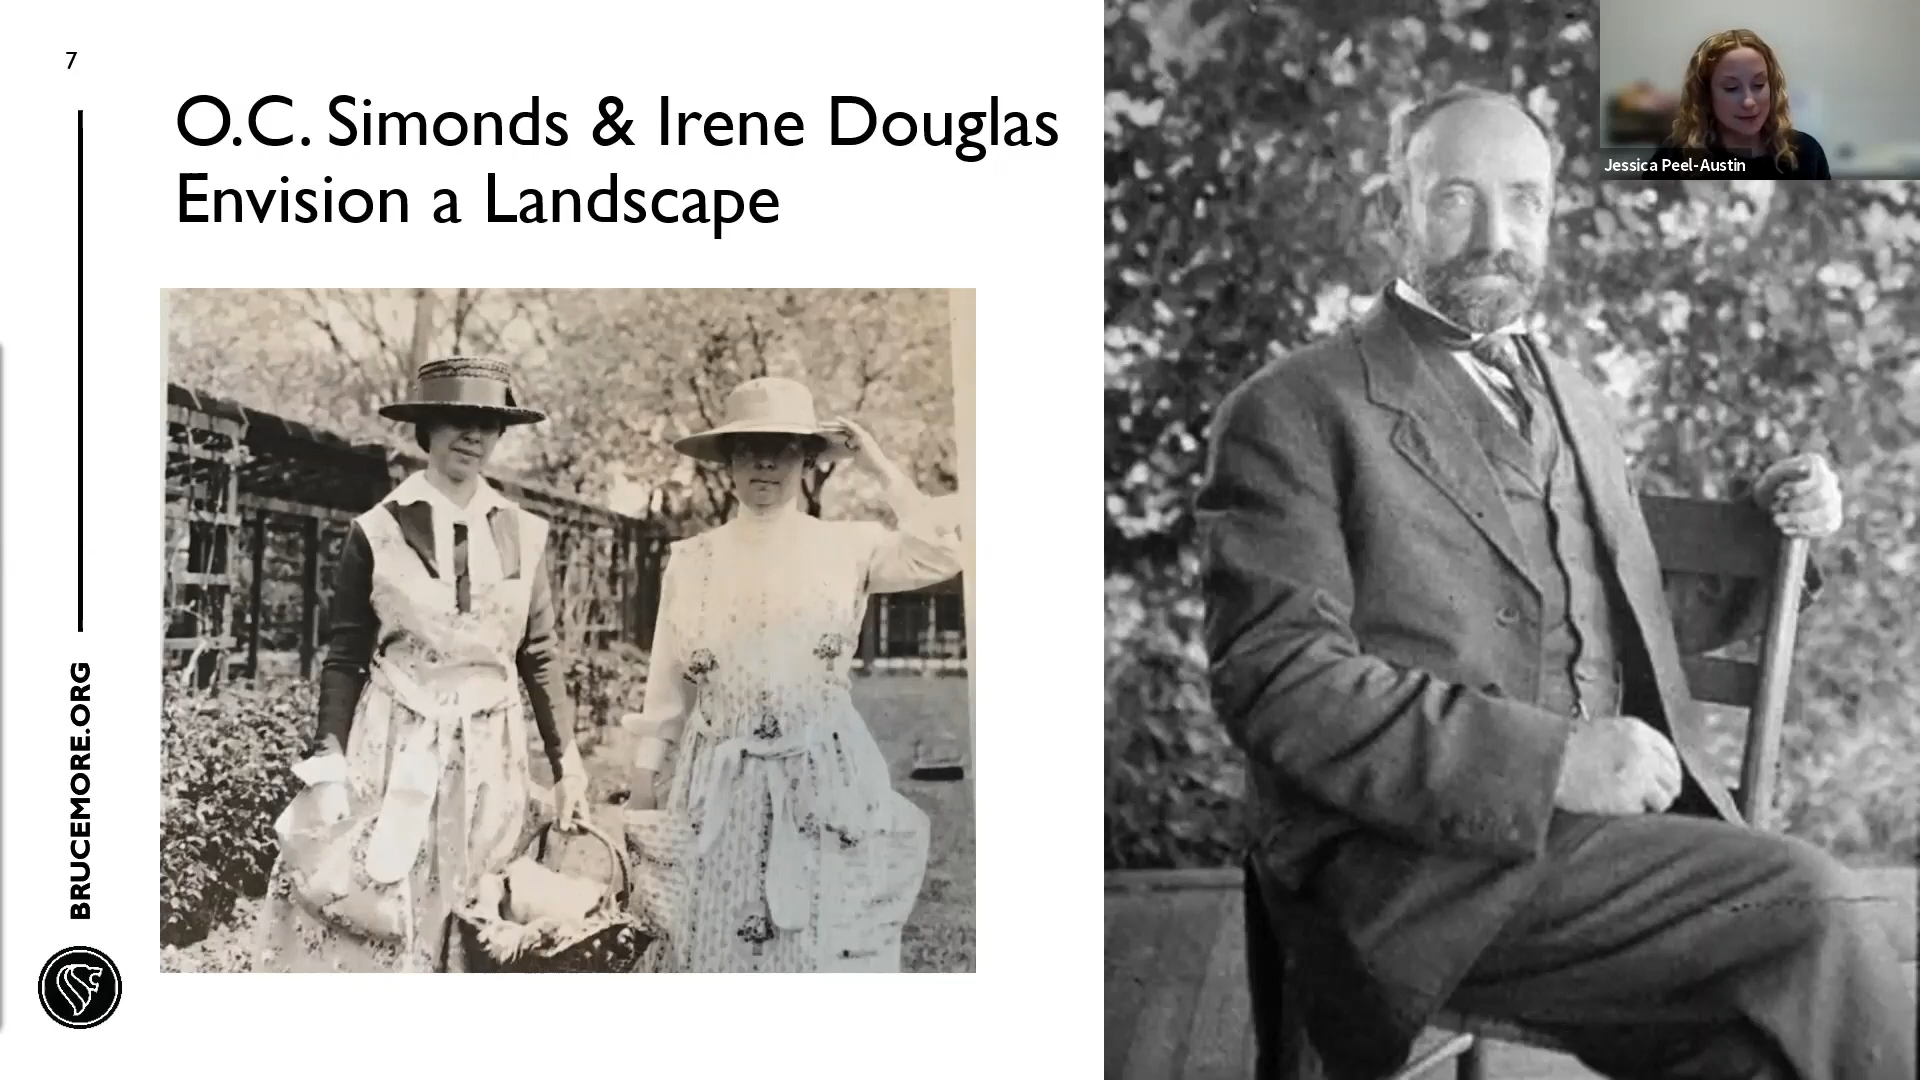 7
O.C. Simonds & Irene Douglas
Envision a Landscape
Jessica Peel-Austin
BRUCEMORE.ORG